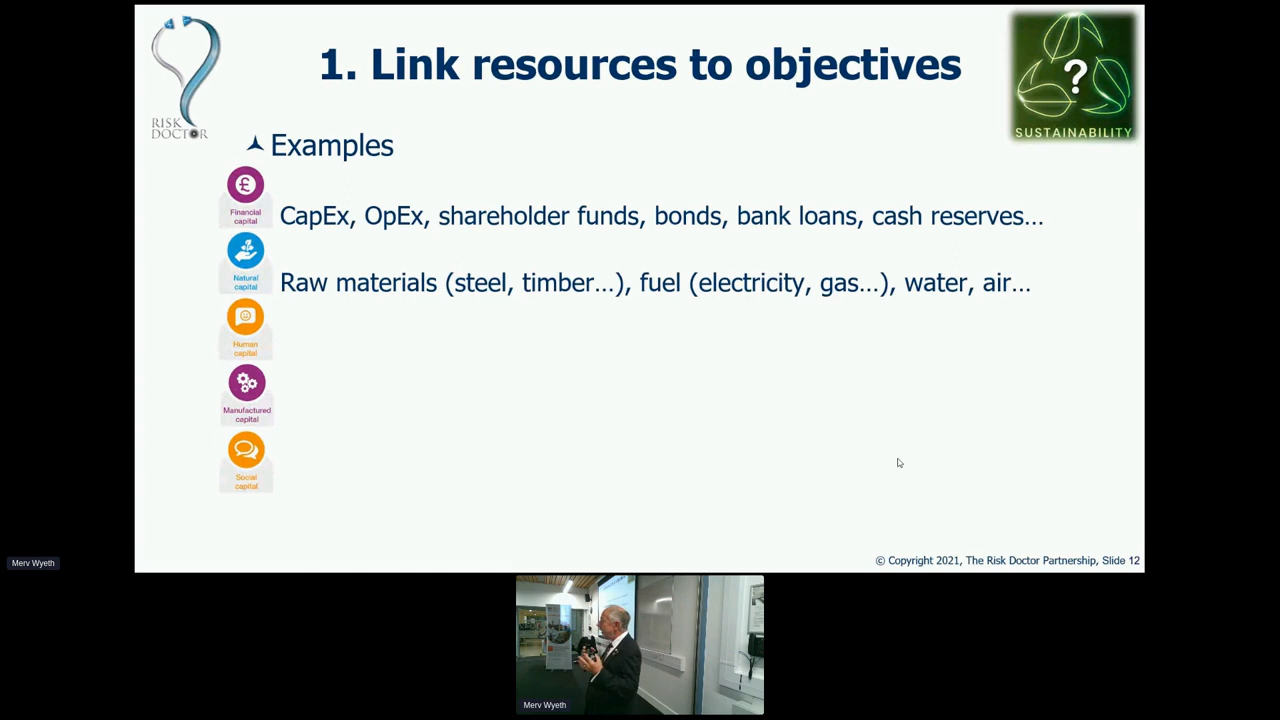 1. Link resources to objectives
RISK
DOCTOR
?
SUSTAINABILITY
Examples
£
Financial
capital
CapEx, OpEx, shareholder funds, bonds, bank loans, cash reserves…
Natural
capital
Raw materials (steel, timber…), fuel (electricity, gas…), water, air…
Human
capital
Manufactured
capital
Social
capital
© Copyright 2021, The Risk Doctor Partnership, Slide 12
Merv Wyeth
Merv Wyeth